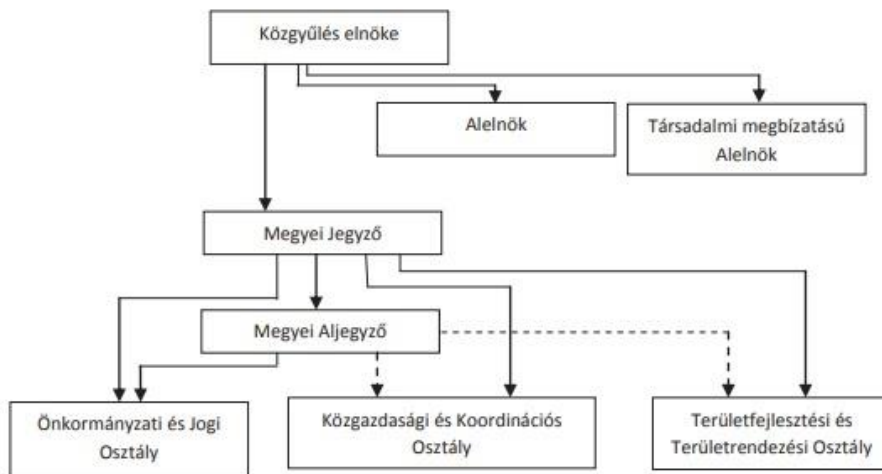 Közgyűlés elnöke
Alelnök
Társadalmi megbízatású
Alelnök
Megyei Jegyző
Megyei Aljegyző
Önkormányzati és Jogi
Osztály
Közgazdasági és Koordinációs
Osztály
Területfejlesztési és
Területrendezési Osztály